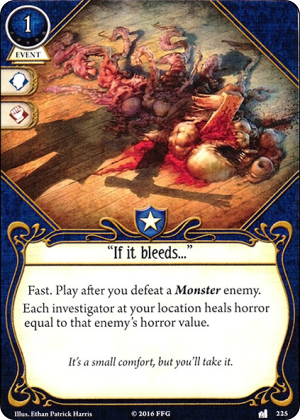 1
EVENT
"If it bleeds..."
Fast. Play after you defeat a Monster enemy.
Each investigator at your location heals horror
equal to that enemy's horror value.
It's a small comfort, but you'll take it.
Illus. Ethan Patrick Harris © 2016 FFG 225